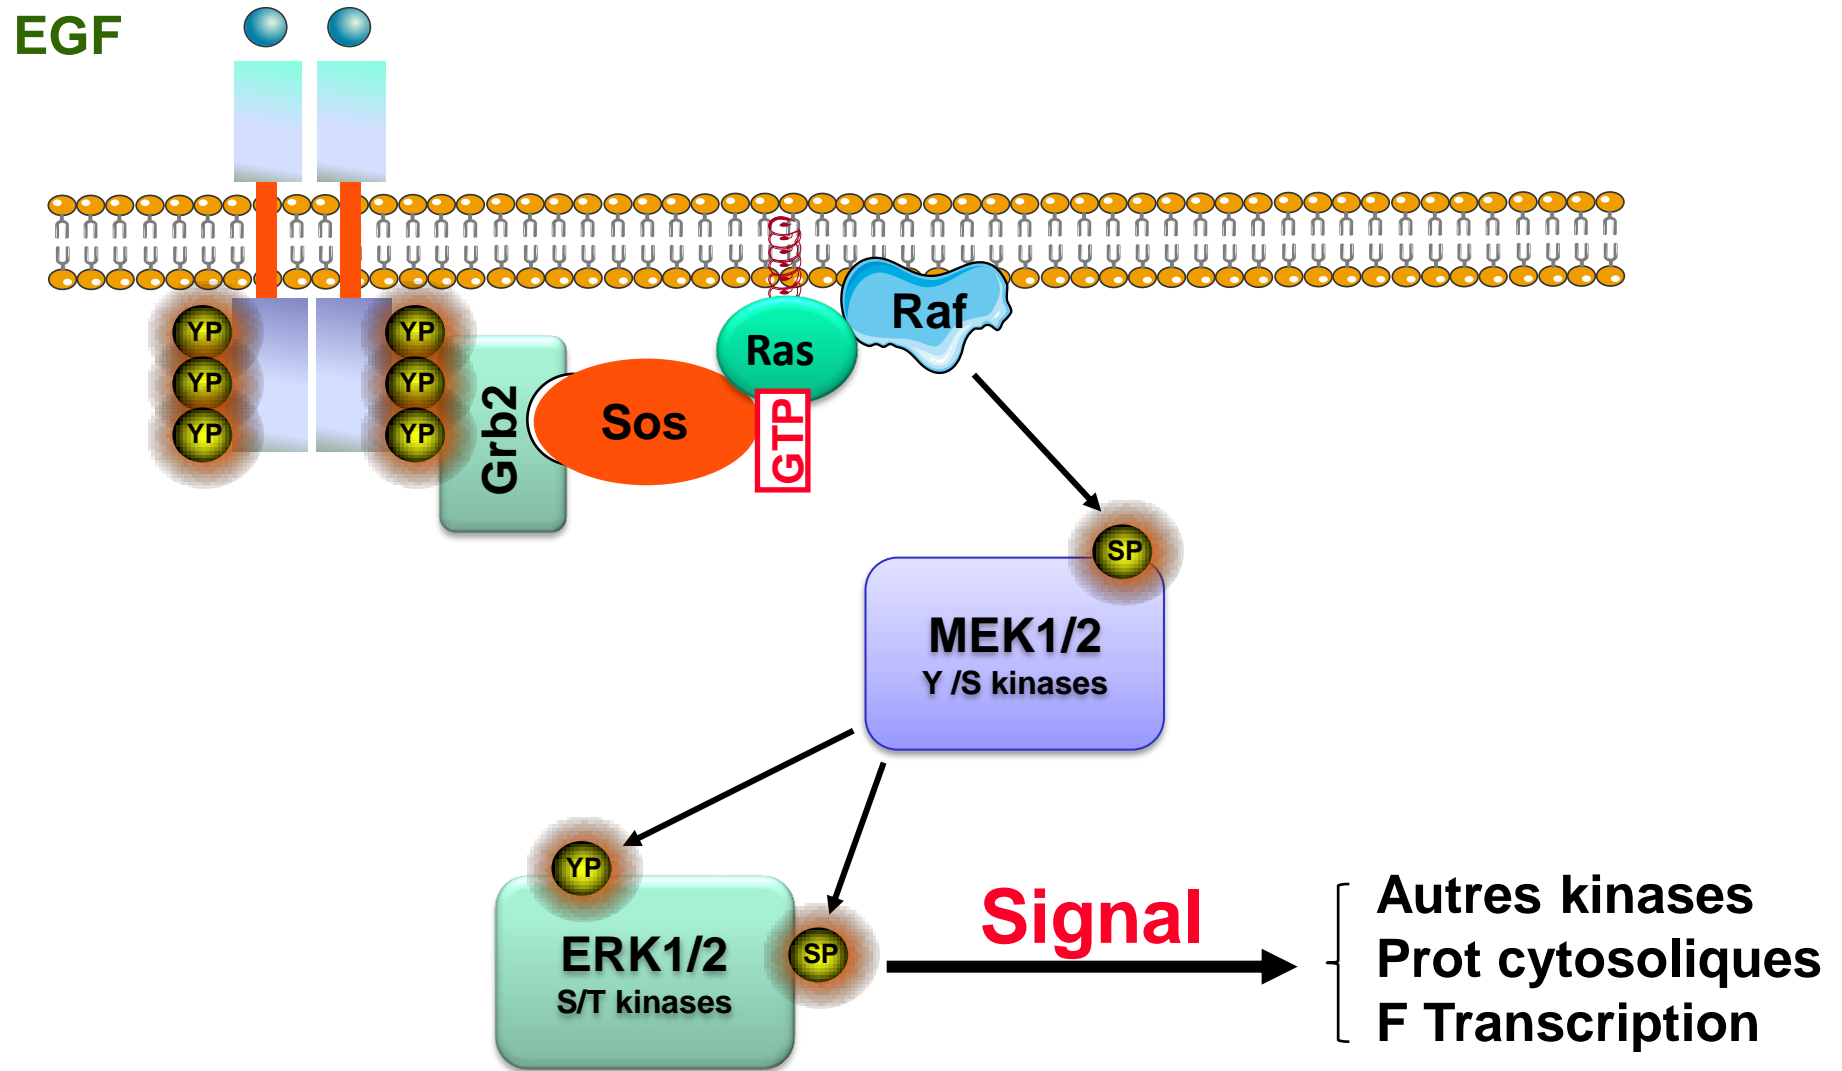 EGF
YP
YP
YP
YP
YP
YP
Grb2
Sos
Ras
GTP
Raf
SP
MEK1/2
Y /S kinases
YP
ERK1/2
S/T kinases
SP
Signal
Autres kinases
Prot cytosoliques
F Transcription